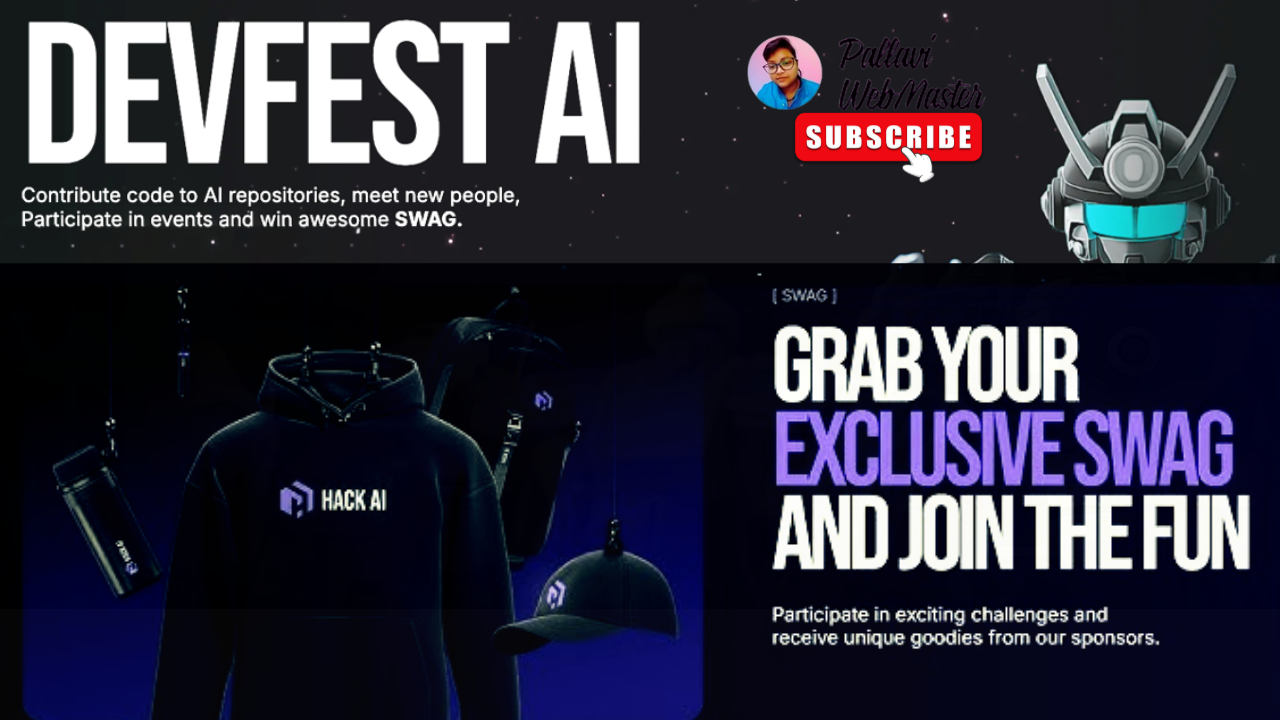 DEVFEST AI
Contribute code to AI repositories, meet new people,
Participate in events and win awesome SWAG.
Pallavi
WebMaster
SUBSCRIBE
HACK AI
[ SWAG ]
GRAB YOUR
EXCLUSIVE SWAG
AND JOIN THE FUN
Participate in exciting challenges and
receive unique goodies from our sponsors.